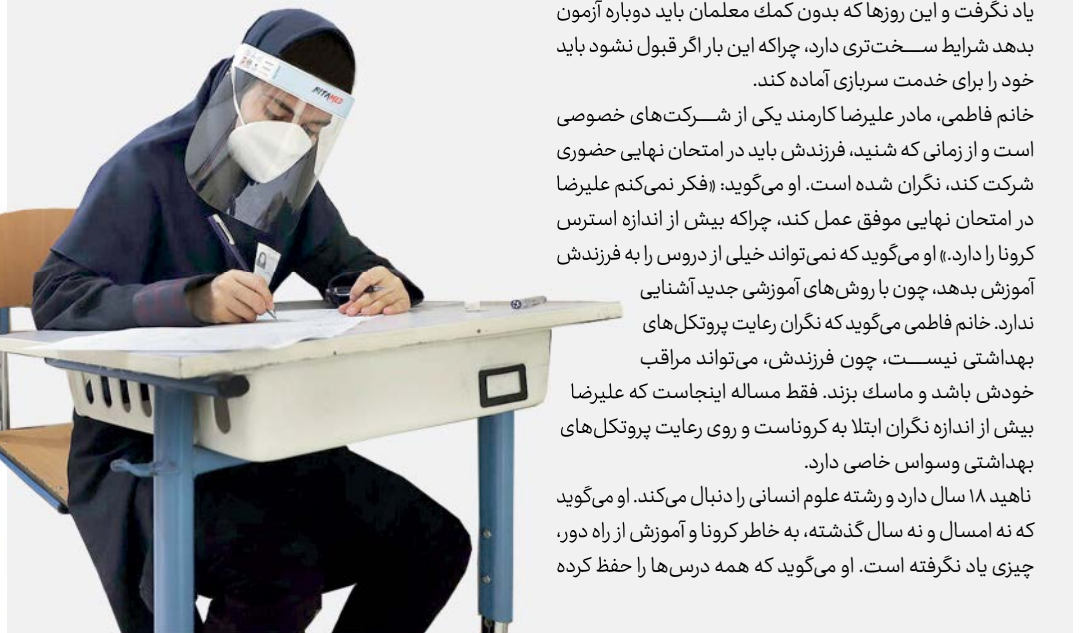 یاد نگرفت و این روزها که بدون کمک معلمان باید دوباره آزمون
بدهد شرایط سخت‌تری دارد، چراکه این بار اگر قبول نشود باید
خود را برای خدمت سربازی آماده کند.
خانم فاطمی، مادر علیرضا کارمند یکی از شرکت‌های خصوصی
است و از زمانی که شنید، فرزندش باید در امتحان نهایی حضوری
شرکت کند، نگران شده است. او می‌گوید: «فکر نمی‌کنم علیرضا
در امتحان نهایی موفق عمل کند، چراکه بیش از اندازه استرس
کرونا را دارد.» او می‌گوید که نمی‌تواند خیلی از دروس را به فرزندش
آموزش بدهد، چون با روش‌های آموزشی جدید آشنایی
ندارد. خانم فاطمی می‌گوید که نگران رعایت پروتکل‌های
بهداشتی نیست، چون فرزندش، می‌تواند مراقب
خودش باشد و ماسک بزند. فقط مساله اینجاست که علیرضا
بیش از اندازه نگران ابتلا به کروناست و روی رعایت پروتکل‌های
بهداشتی وسواس خاصی دارد.
ناهید ۱۸ سال دارد و رشته علوم انسانی را دنبال می‌کند. او می‌گوید
که نه امسال و نه سال گذشته، به خاطر کرونا و آموزش از راه دور،
چیزی یاد نگرفته است. او می‌گوید که همه درس‌ها را حفظ کرده
BITAMED